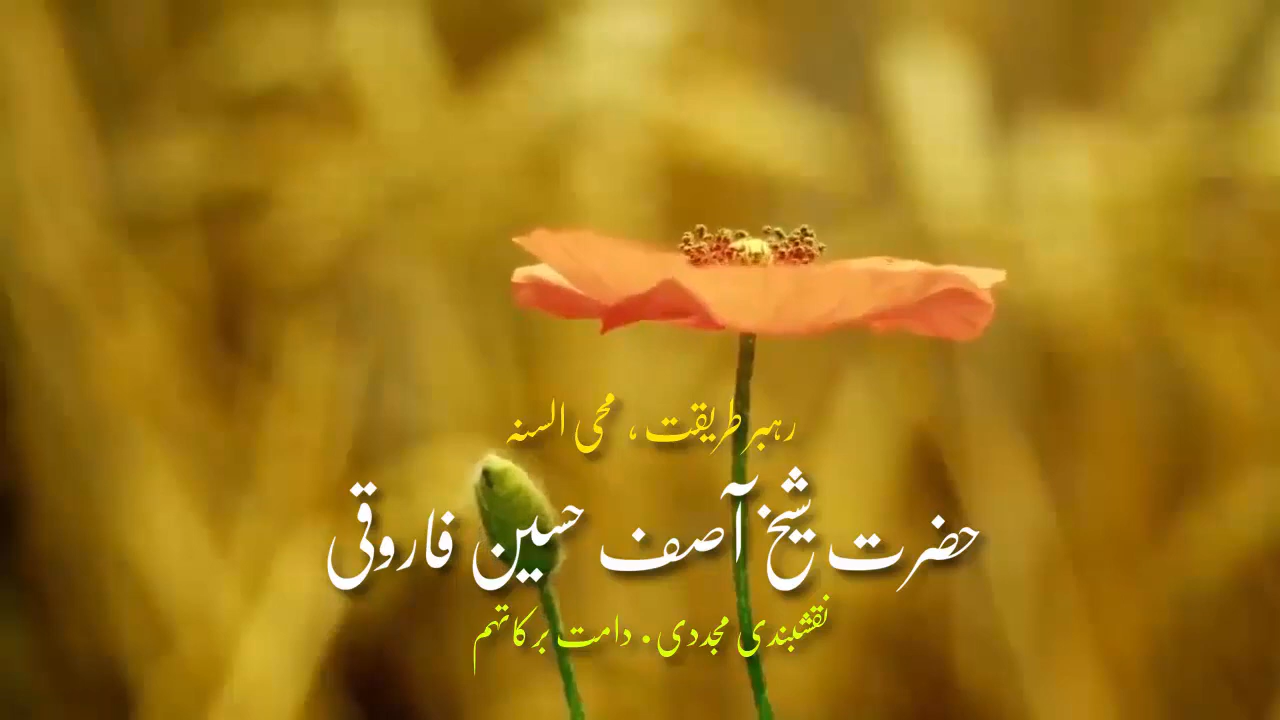 رہبر طریقت ، محی السنہ
حضرت شیخ آصف حسین فاروقی
نقشبندی مجددی . دامت برکاتہم